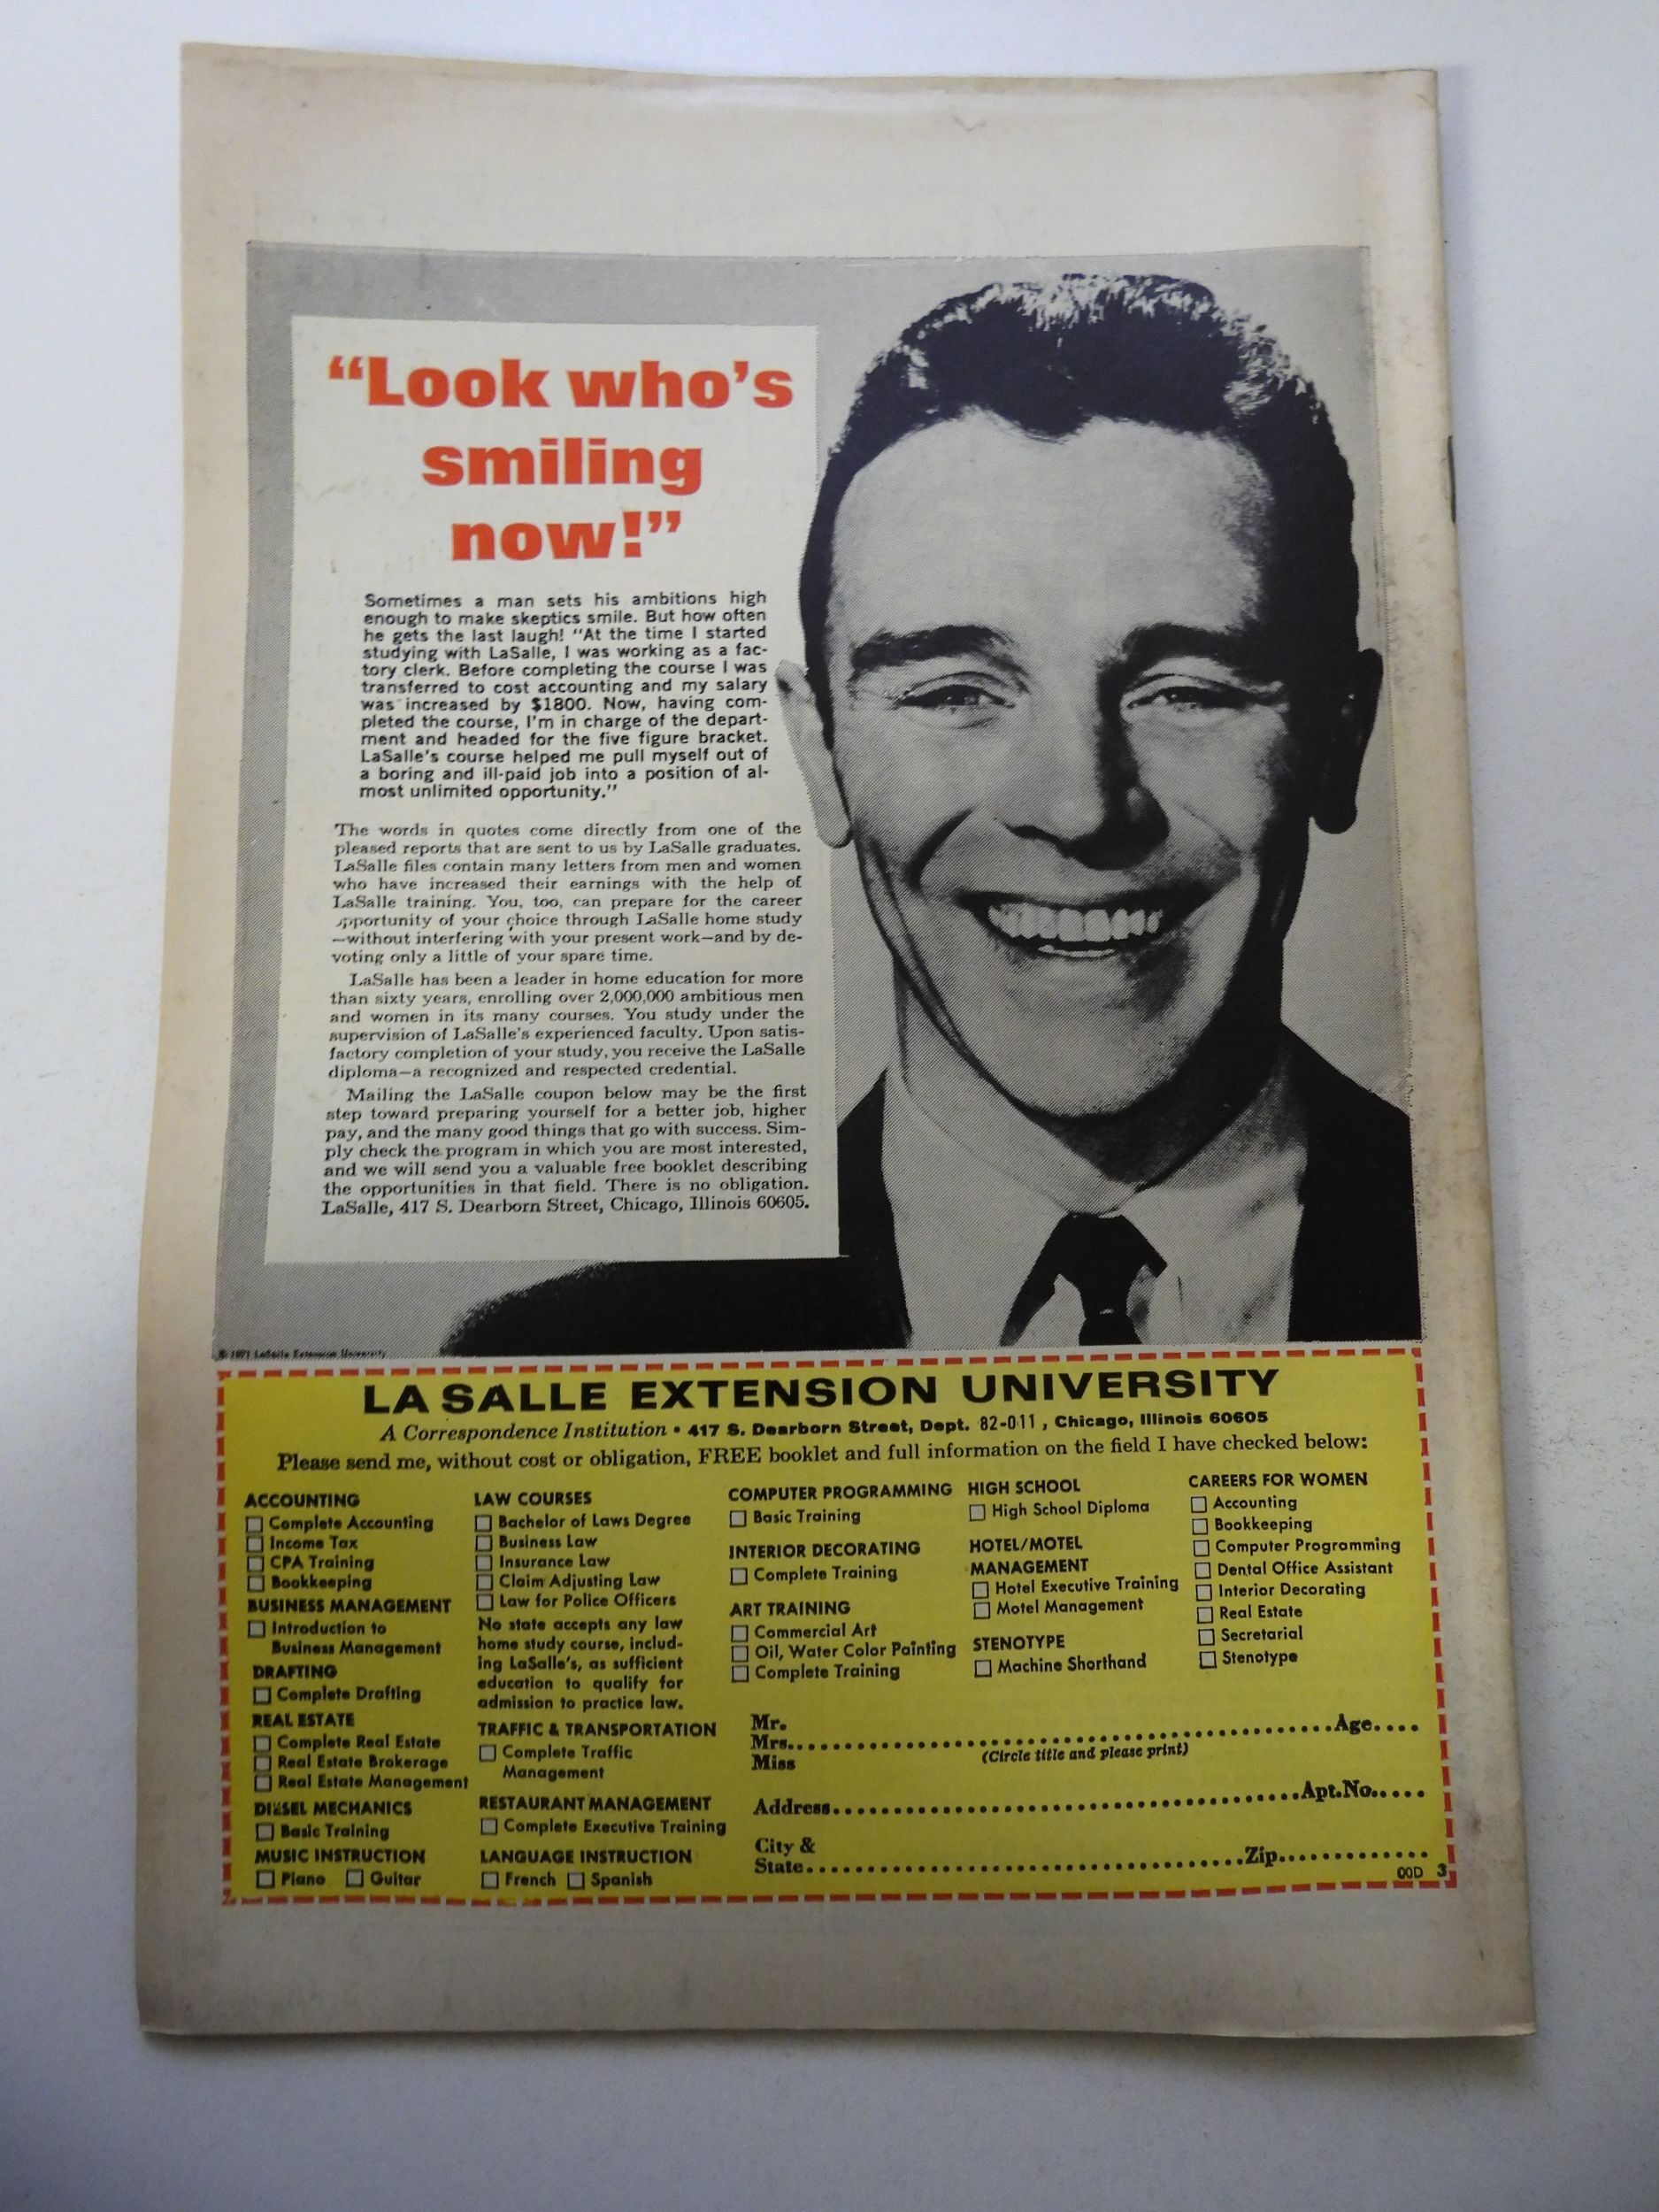 “Look who’s
smiling
now!”
Sometimes a man sets his ambitions high
enough to make skeptics smile. But how often
he gets the last laugh! “At the time I started
studying with LaSalle, I was working as a fac-
tory clerk. Before completing the course I was
transferred to cost accounting and my salary
was increased by $1800. Now, having com-
pleted the course, I’m in charge of the depart-
ment and headed for the five figure bracket.
LaSalle’s course helped me pull myself out of
a boring and ill-paid job into a position of al-
most unlimited opportunity.”
The words in quotes come directly from one of the
pleased reports that are sent to us by LaSalle graduates.
LaSalle files contain many letters from men and women
who have increased their earnings with the help of
LaSalle training. You, too, can prepare for the career
opportunity of your choice through LaSalle home study
—without interfering with your present work—and by de-
voting only a little of your spare time.
LaSalle has been a leader in home education for more
than sixty years, enrolling over 2,000,000 ambitious men
and women in its many courses. You study under the
supervision of LaSalle’s experienced faculty. Upon satis-
factory completion of your study, you receive the LaSalle
diploma—a recognized and respected credential.
Mailing the LaSalle coupon below may be the first
step toward preparing yourself for a better job, higher
pay, and the many good things that go with success. Sim-
ply check the program in which you are most interested,
and we will send you a valuable free booklet describing
the opportunities in that field. There is no obligation.
LaSalle, 417 S. Dearborn Street, Chicago, Illinois 60605.
© 1971 LaSalle Extension University
LA SALLE EXTENSION UNIVERSITY
A Correspondence Institution • 417 S. Dearborn Street, Dept. 82-011, Chicago, Illinois 60605
Please send me, without cost or obligation, FREE booklet and full information on the field I have checked below:
ACCOUNTING
Complete Accounting
Income Tax
CPA Training
Bookkeeping
BUSINESS MANAGEMENT
Introduction to
Business Management
DRAFTING
Complete Drafting
REAL ESTATE
Complete Real Estate
Real Estate Brokerage
Real Estate Management
DIESEL MECHANICS
Basic Training
MUSIC INSTRUCTION
Piano Guitar
LAW COURSES
Bachelor of Laws Degree
Business Law
Insurance Law
Claim Adjusting Law
Law for Police Officers
No state accepts any law
home study course, includ-
ing LaSalle’s, as sufficient
education to qualify for
admission to practice law.
TRAFFIC & TRANSPORTATION
Complete Traffic
Management
RESTAURANT MANAGEMENT
Complete Executive Training
LANGUAGE INSTRUCTION
French Spanish
COMPUTER PROGRAMMING
Basic Training
INTERIOR DECORATING
Complete Training
ART TRAINING
Commercial Art
Oil, Water Color Painting
Complete Training
HIGH SCHOOL
High School Diploma
HOTEL/MOTEL
MANAGEMENT
Hotel Executive Training
Motel Management
STENOTYPE
Machine Shorthand
CAREERS FOR WOMEN
Accounting
Bookkeeping
Computer Programming
Dental Office Assistant
Interior Decorating
Real Estate
Secretarial
Stenotype
Mr.
Mrs. Age
Miss (Circle title and please print)
Address Apt.No.
City &
State Zip
OOD 3